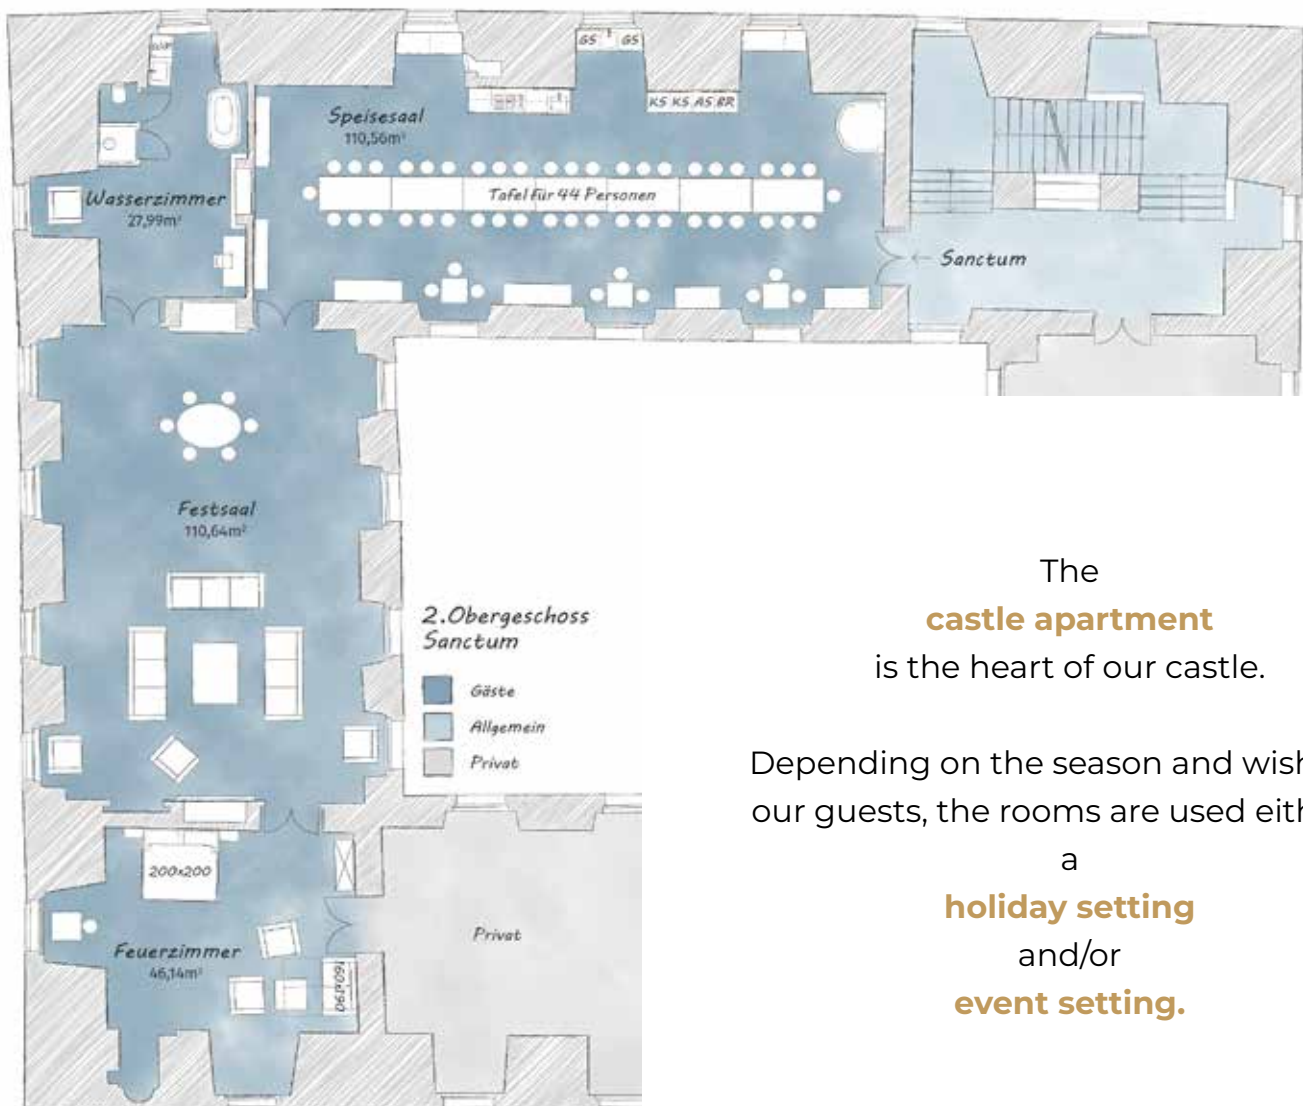 GS GS
KS KS AS BR
Speisesaal
110,56m²
Tafel für 44 Personen
Wasserzimmer
27,99m²
Sanctum
Festsaal
110,64m²
2.Obergeschoss
Sanctum
Gäste
Allgemein
Privat
200x200
Feuerzimmer
46,14m²
160x190
Privat
The
castle apartment
is the heart of our castle.
Depending on the season and wish
our guests, the rooms are used eith
a
holiday setting
and/or
event setting.